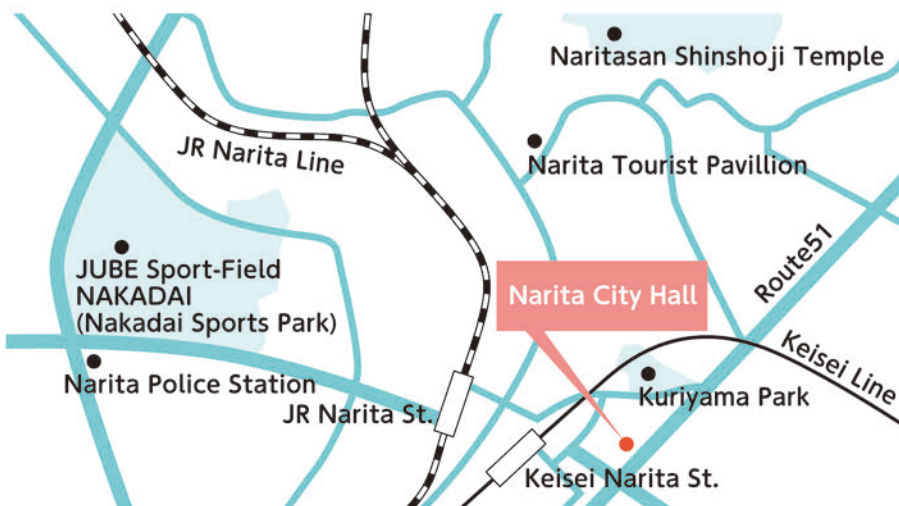 Naritasan Shinshoji Temple
JR Narita Line
Narita Tourist Pavillion
Route51
JUBE Sport-Field
NAKADAI
(Nakadai Sports Park)
Narita City Hall
Keisei Line
Narita Police Station
Kuriyama Park
JR Narita St.
Keisei Narita St.